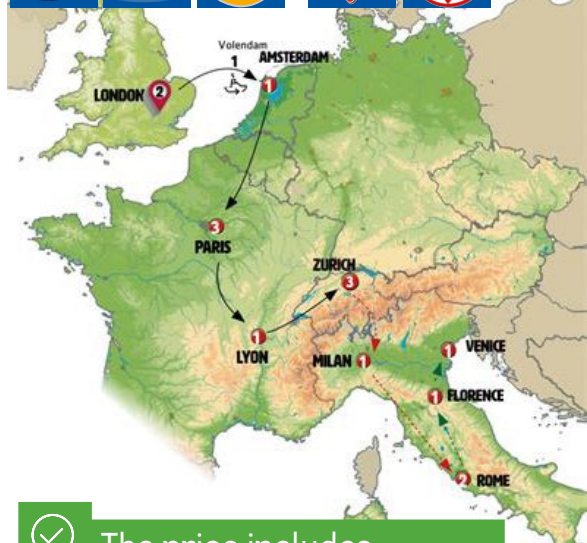 Volendam
1
AMSTERDAM
1
LONDON 2
3
PARIS
ZURICH
3
1
LYON
MILAN 1
1 VENICE
1 FLORENCE
2 ROME
The price includes